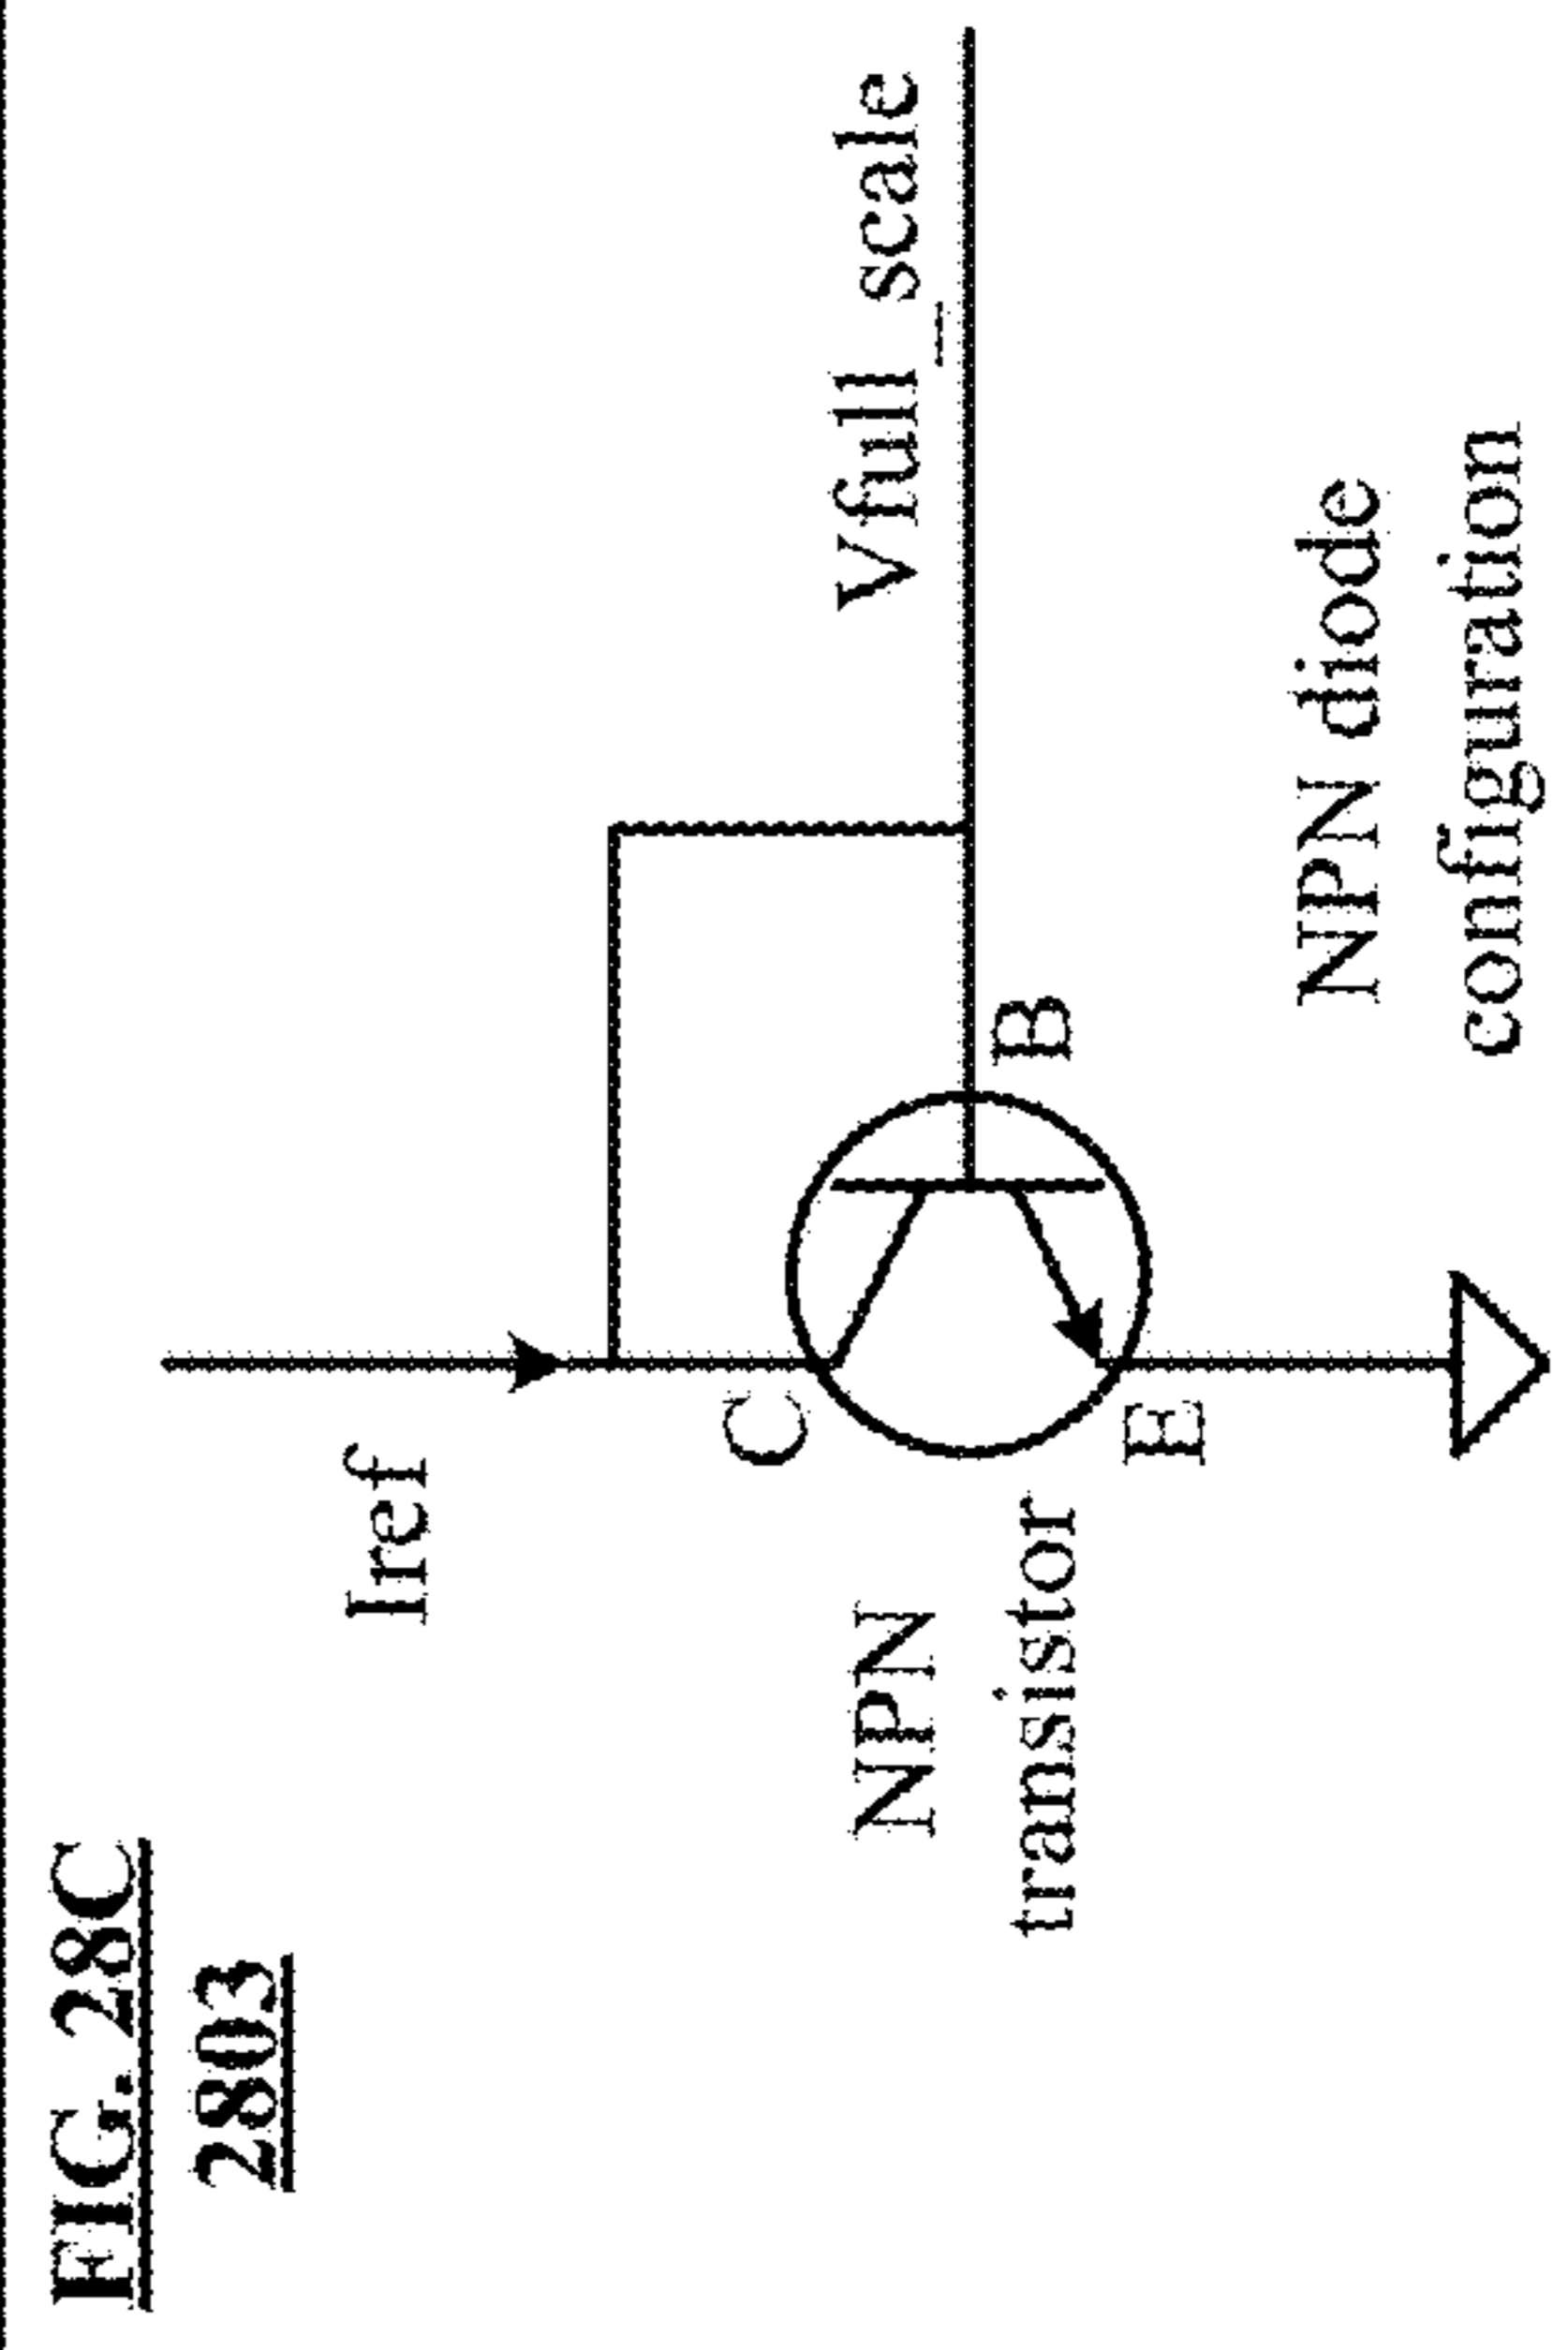 FIG. 28C
2803
Iref
C
NPN
transistor
E
B
Vfull_scale
NPN diode
configuration